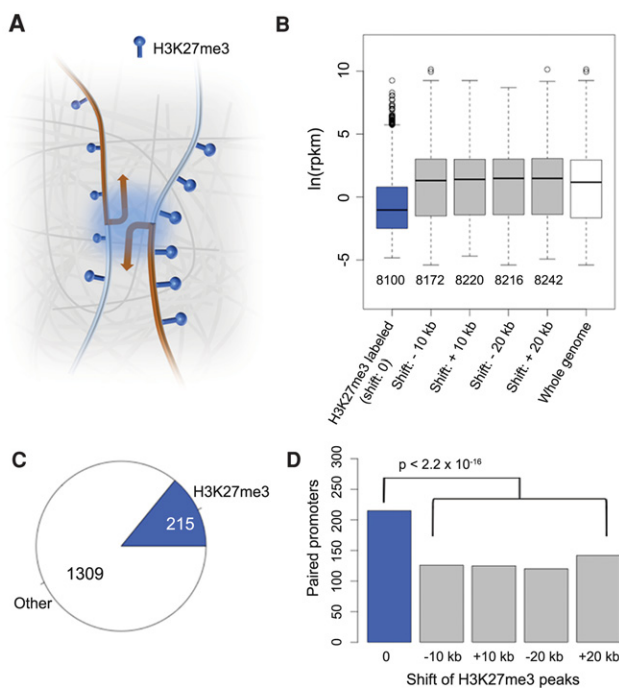 A
H3K27me3
B
ln(rpkm)
10
5
0
-5
8100
8172
8220
8216
8242
H3K27me3 labeled
(shift: 0)
Shift: - 10 kb
Shift: + 10 kb
Shift: - 20 kb
Shift: + 20 kb
Whole genome
C
H3K27me3
215
1309
Other
D
Paired promoters
300
250
200
150
100
50
0
p < 2.2 x 10-16
0
-10 kb
+10 kb
-20 kb
+20 kb
Shift of H3K27me3 peaks